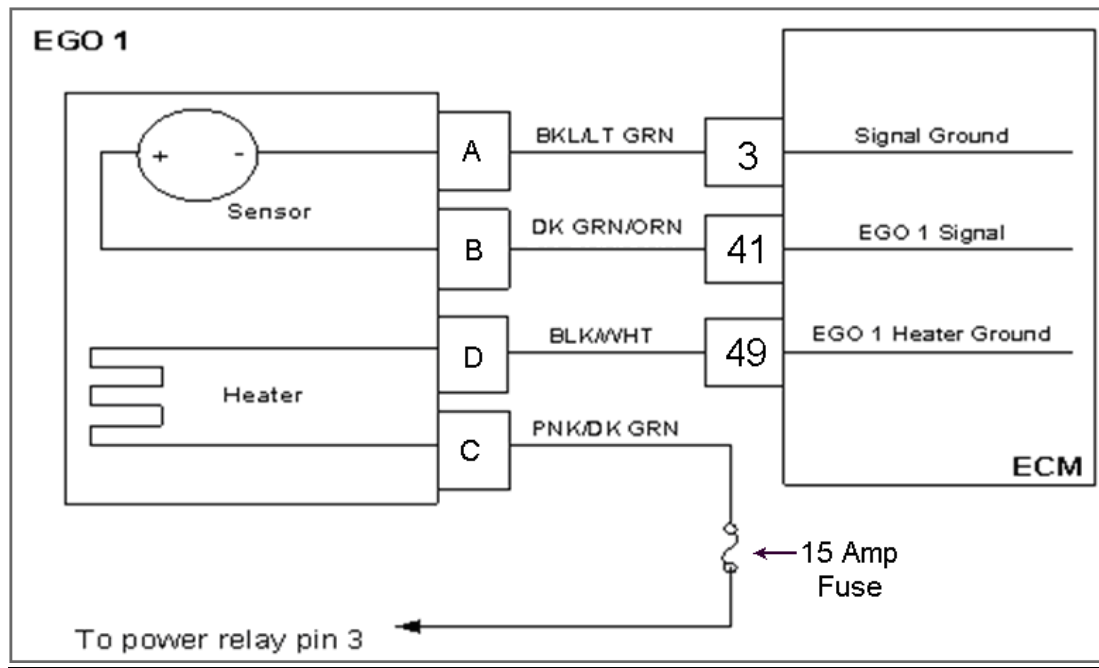 EGO 1
A
BKL/LT GRN
3
Signal Ground
+ -
Sensor
B
DK GRN/ORN
41
EGO 1 Signal
D
BLK/WHT
49
EGO 1 Heater Ground
Heater
C
PNK/DK GRN
ECM
15 Amp
Fuse
To power relay pin 3